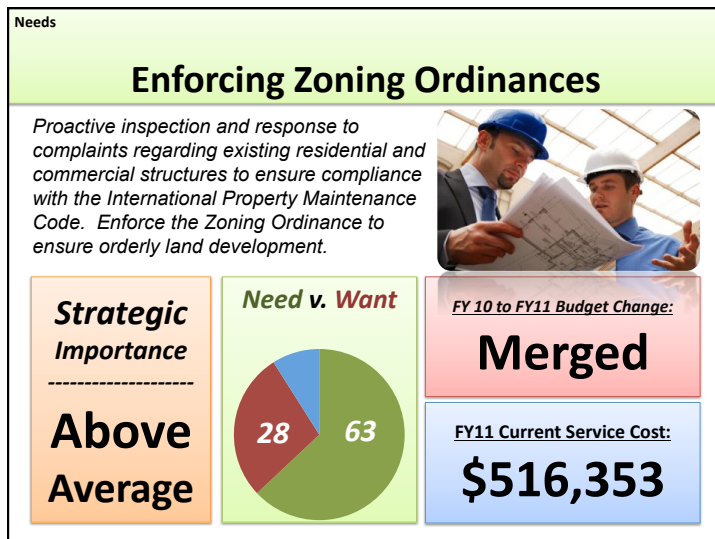 Needs
Enforcing Zoning Ordinances
Proactive inspection and response to
complaints regarding existing residential and
commercial structures to ensure compliance
with the International Property Maintenance
Code.  Enforce the Zoning Ordinance to
ensure orderly land development.
Strategic
Importance
--------------------
Above
Average
Need v. Want
28
63
FY 10 to FY11 Budget Change:
Merged
FY11 Current Service Cost:
$516,353